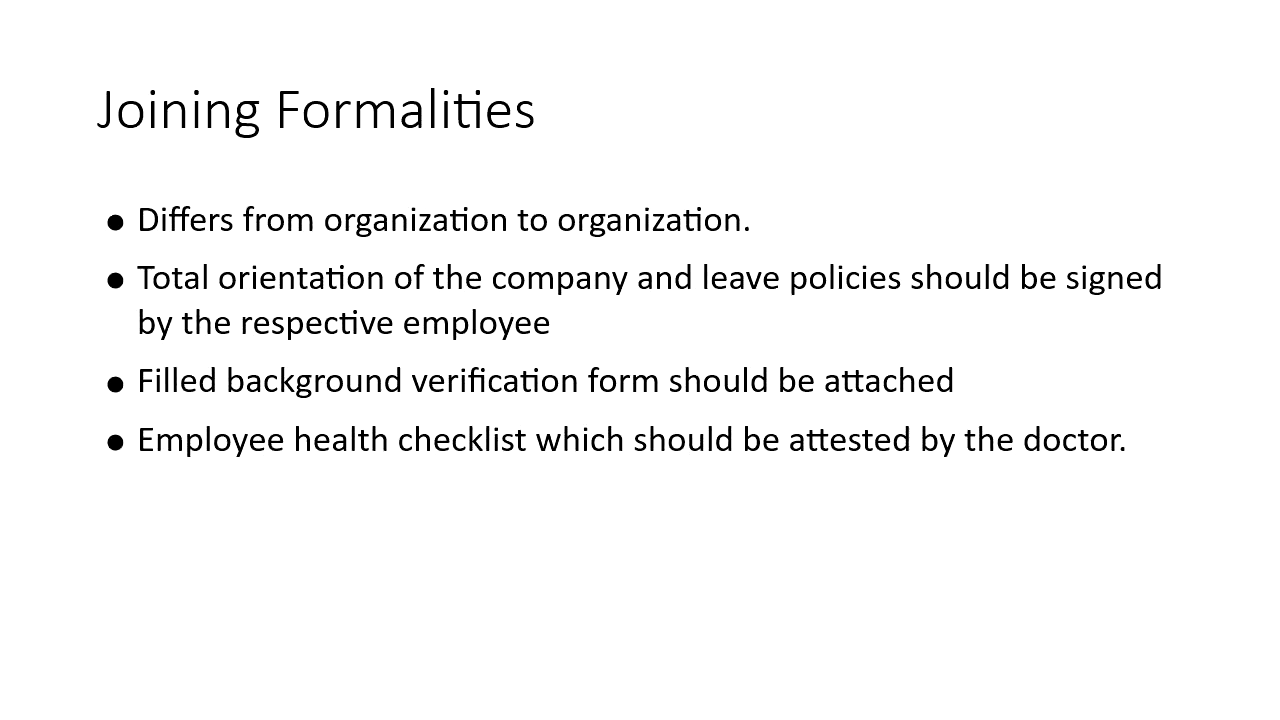 Joining Formalities
● Differs from organization to organization.
● Total orientation of the company and leave policies should be signed
by the respective employee
● Filled background verification form should be attached
● Employee health checklist which should be attested by the doctor.